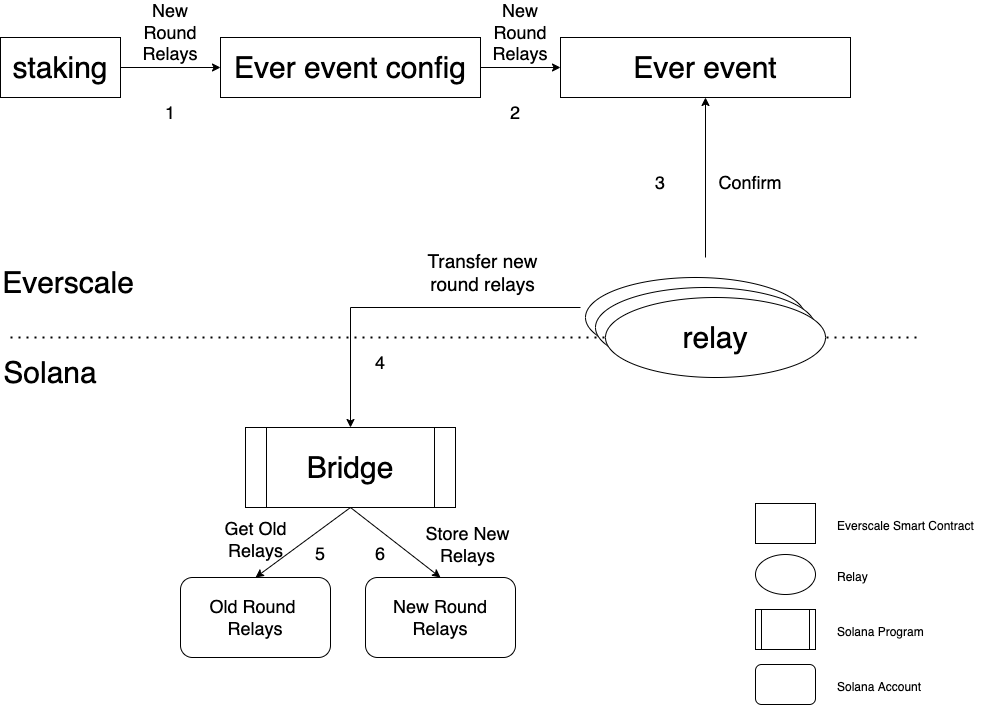 New
Round
Relays
New
Round
Relays
staking
Ever event config
Ever event
1
2
3
Confirm
Transfer new
round relays
Everscale
relay
Solana
4
Bridge
Get Old
Relays
5
6
Store New
Relays
Old Round
Relays
New Round
Relays
Everscale Smart Contract
Relay
Solana Program
Solana Account